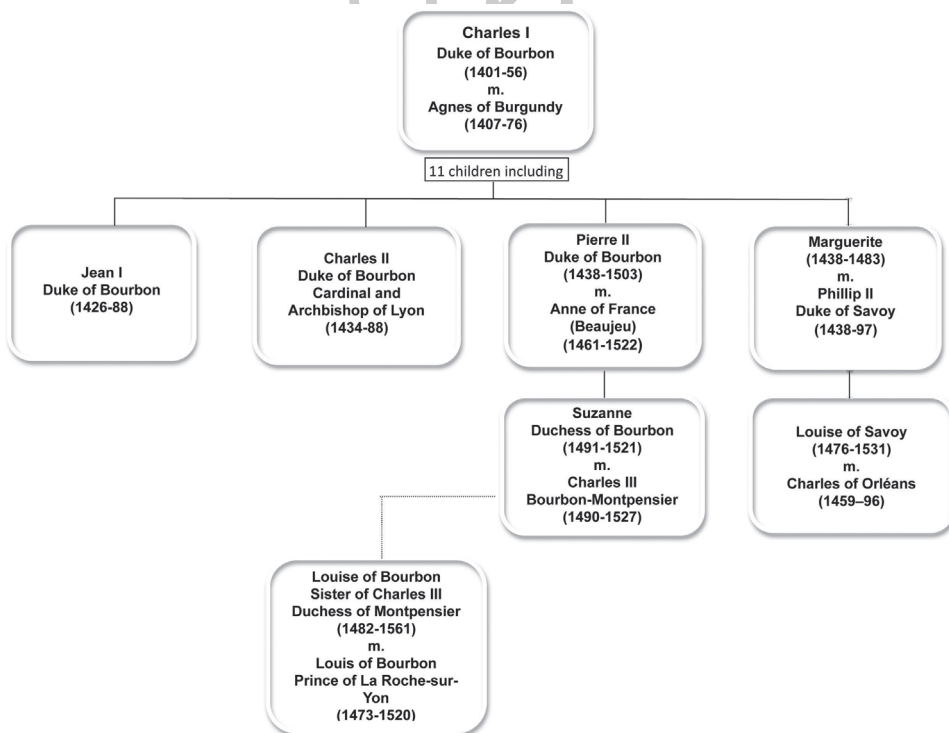 Charles I
Duke of Bourbon
(1401-56)
m.
Agnes of Burgundy
(1407-76)
11 children including
Jean I
Duke of Bourbon
(1426-88)
Charles II
Duke of Bourbon
Cardinal and
Archbishop of Lyon
(1434-88)
Pierre II
Duke of Bourbon
(1438-1503)
m.
Anne of France
(Beaujeu)
(1461-1522)
Marguerite
(1438-1483)
m.
Phillip II
Duke of Savoy
(1438-97)
Suzanne
Duchess of Bourbon
(1491-1521)
m.
Charles III
Bourbon-Montpensier
(1490-1527)
Louise of Savoy
(1476-1531)
m.
Charles of Orléans
(1459–96)
Louise of Bourbon
Sister of Charles III
Duchess of Montpensier
(1482-1561)
m.
Louis of Bourbon
Prince of La Roche-sur-
Yon
(1473-1520)